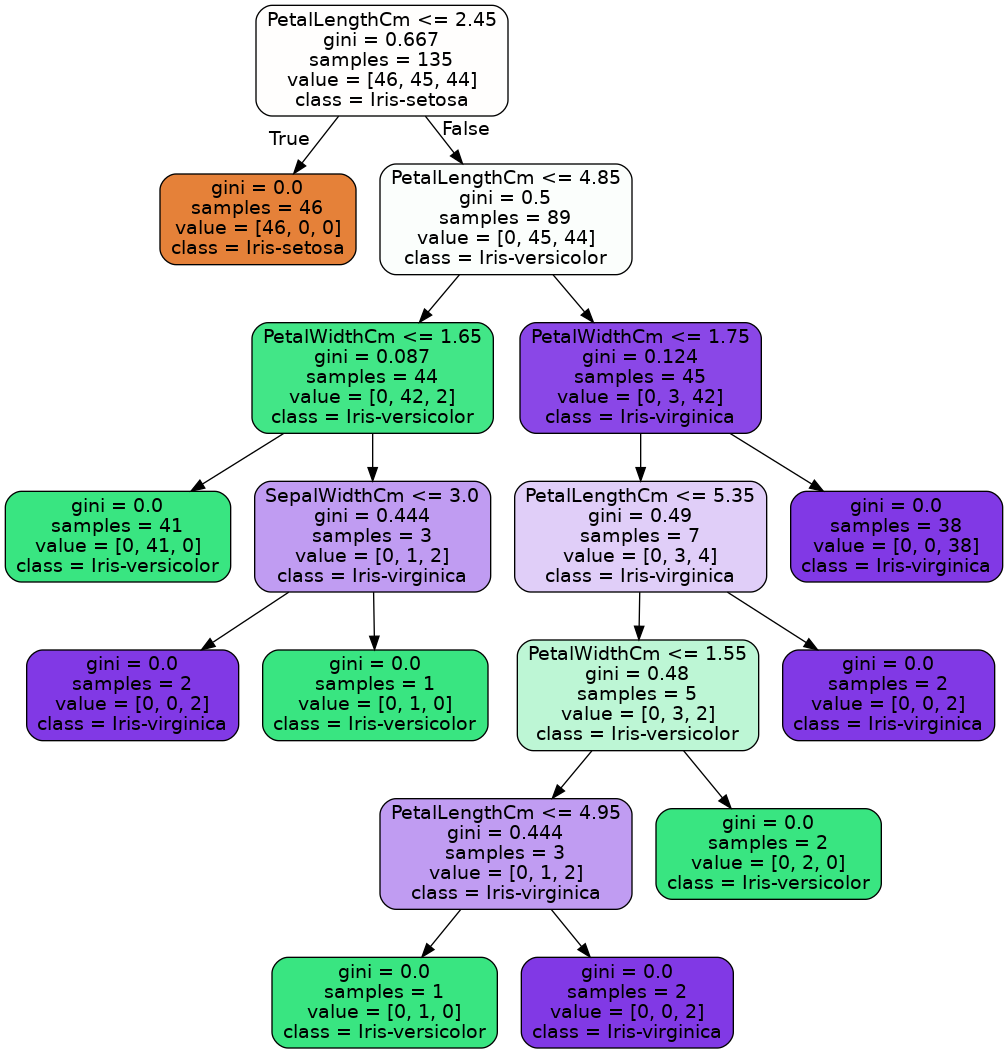 PetalLengthCm <= 2.45
gini = 0.667
samples = 135
value = [46, 45, 44]
class = Iris-setosa
True
False
gini = 0.0
samples = 46
value = [46, 0, 0]
class = Iris-setosa
PetalLengthCm <= 4.85
gini = 0.5
samples = 89
value = [0, 45, 44]
class = Iris-versicolor
PetalWidthCm <= 1.65
gini = 0.087
samples = 44
value = [0, 42, 2]
class = Iris-versicolor
PetalWidthCm <= 1.75
gini = 0.124
samples = 45
value = [0, 3, 42]
class = Iris-virginica
gini = 0.0
samples = 41
value = [0, 41, 0]
class = Iris-versicolor
SepalWidthCm <= 3.0
gini = 0.444
samples = 3
value = [0, 1, 2]
class = Iris-virginica
PetalLengthCm <= 5.35
gini = 0.49
samples = 7
value = [0, 3, 4]
class = Iris-virginica
gini = 0.0
samples = 38
value = [0, 0, 38]
class = Iris-virginica
gini = 0.0
samples = 2
value = [0, 0, 2]
class = Iris-virginica
gini = 0.0
samples = 1
value = [0, 1, 0]
class = Iris-versicolor
PetalWidthCm <= 1.55
gini = 0.48
samples = 5
value = [0, 3, 2]
class = Iris-versicolor
gini = 0.0
samples = 2
value = [0, 0, 2]
class = Iris-virginica
PetalLengthCm <= 4.95
gini = 0.444
samples = 3
value = [0, 1, 2]
class = Iris-virginica
gini = 0.0
samples = 2
value = [0, 2, 0]
class = Iris-versicolor
gini = 0.0
samples = 1
value = [0, 1, 0]
class = Iris-versicolor
gini = 0.0
samples = 2
value = [0, 0, 2]
class = Iris-virginica